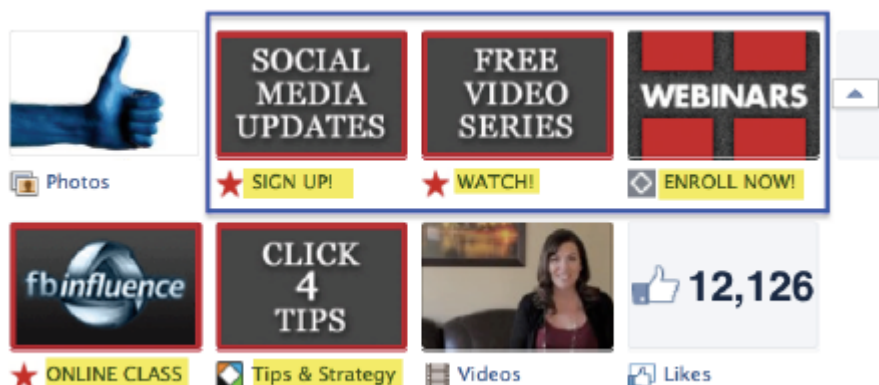 SOCIAL
MEDIA
UPDATES
FREE
VIDEO
SERIES
WEBINARS
Photos
SIGN UP!
WATCH!
ENROLL NOW!
fbinfluence
CLICK
4
TIPS
12,126
ONLINE CLASS
Tips & Strategy
Videos
Likes